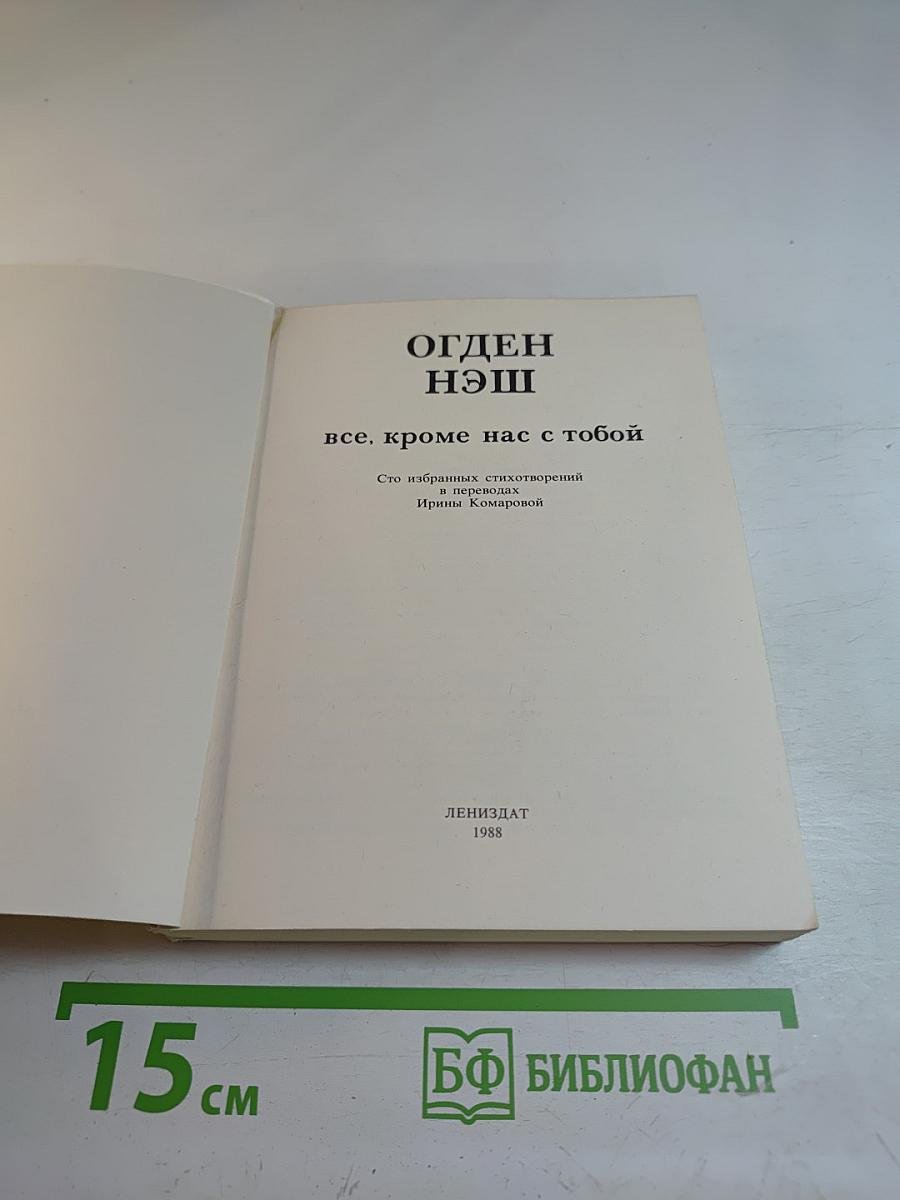 ОГДЕН
НЭШ
все, кроме нас с тобой
Сто избранных стихотворений
в переводах
Ирины Комаровой
ЛЕНИЗДАТ
1988
15 см
БФ БИБЛИОФАН